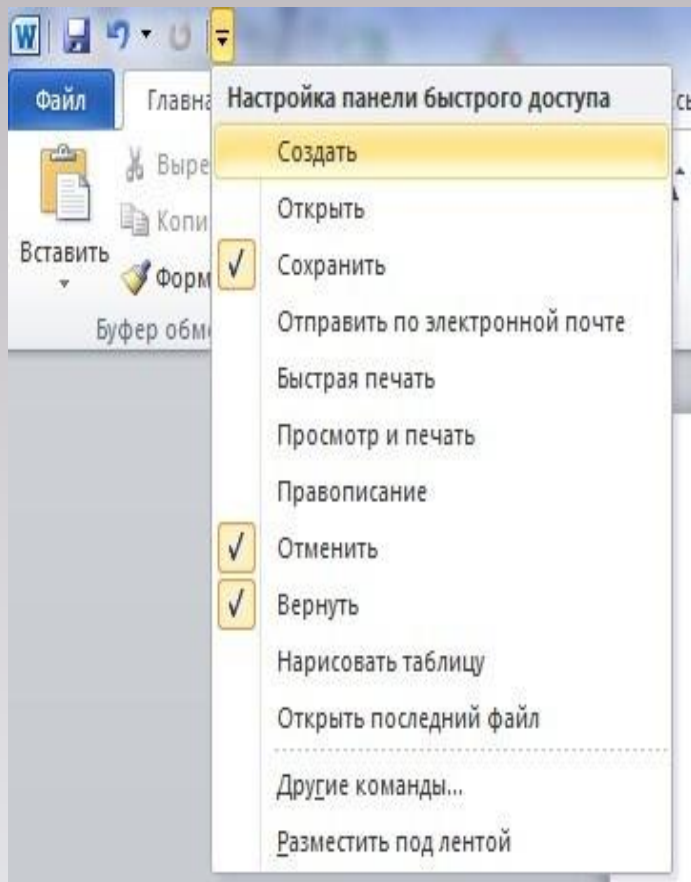 W
Файл
Главна
Настройка панели быстрого доступа
Вставить
Выре
Копи
Форм
Буфер обм
Создать
Открыть
Сохранить
Отправить по электронной почте
Быстрая печать
Просмотр и печать
Правописание
Отменить
Вернуть
Нарисовать таблицу
Открыть последний файл
Другие команды...
Разместить под лентой